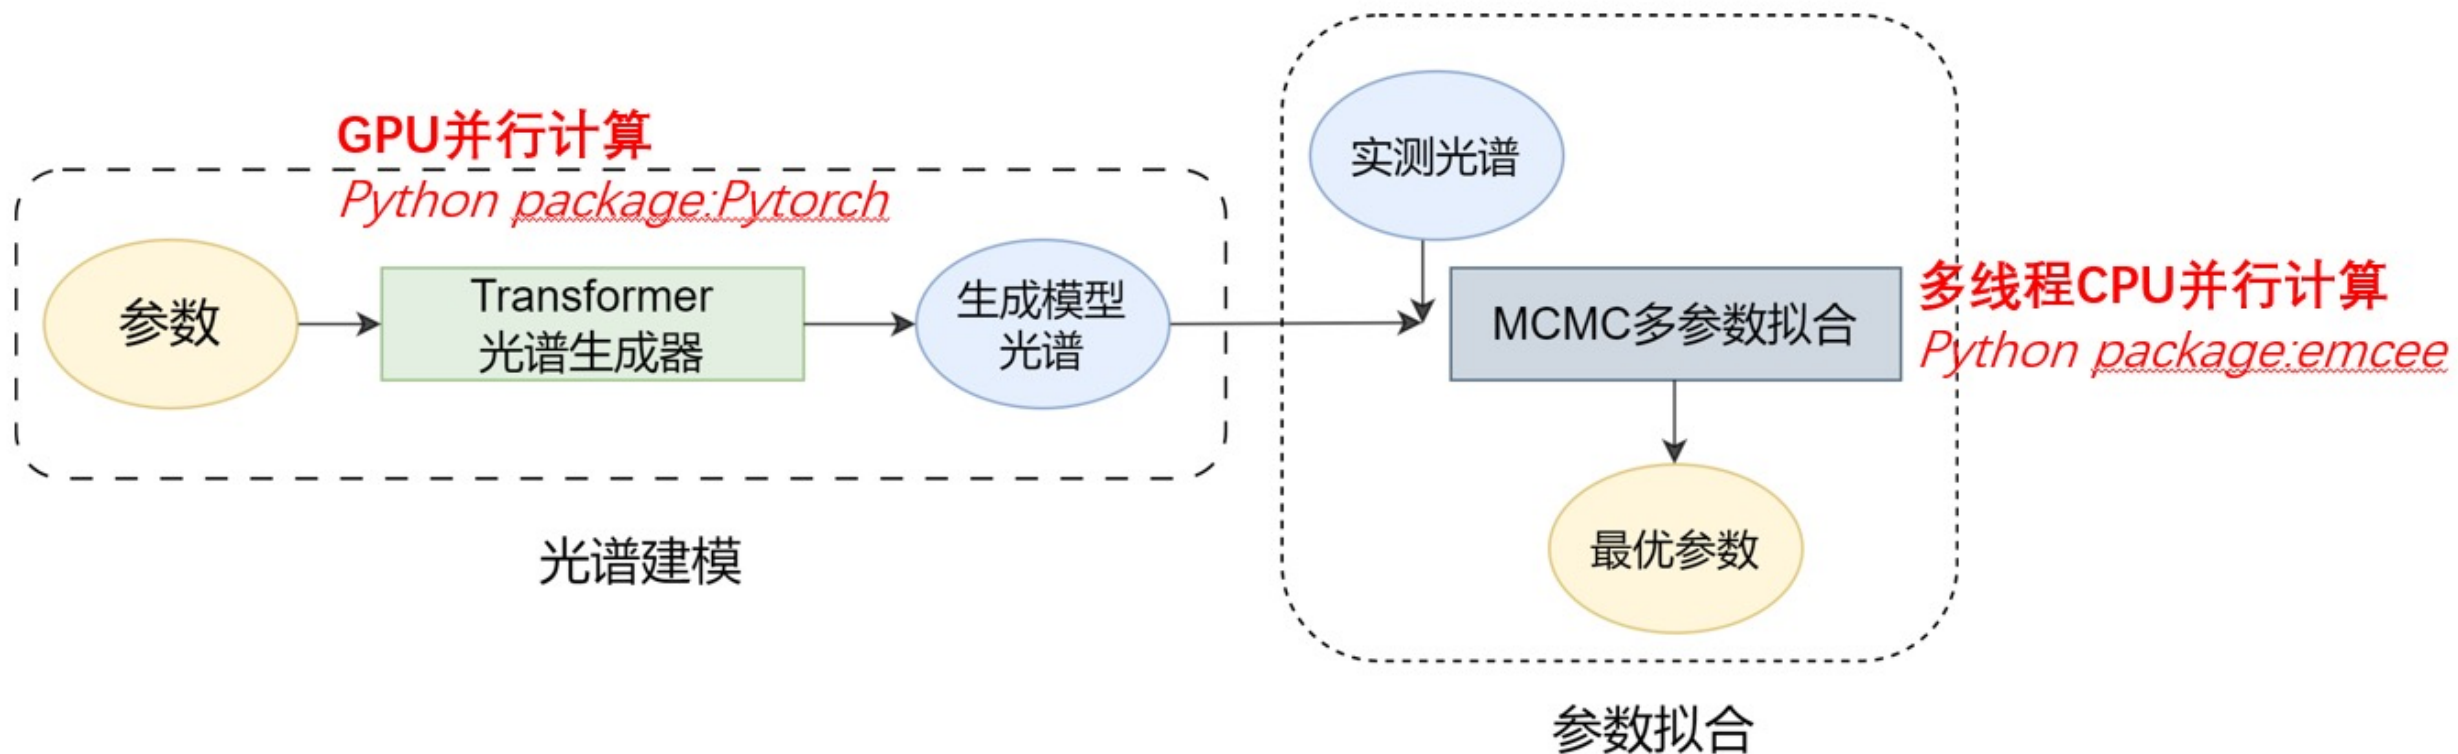 GPU并行计算
Python package:Pytorch
参数
Transformer
光谱生成器
生成模型
光谱
光谱建模
实测光谱
MCMC多参数拟合
多线程CPU并行计算
Python package:emcee
最优参数
参数拟合